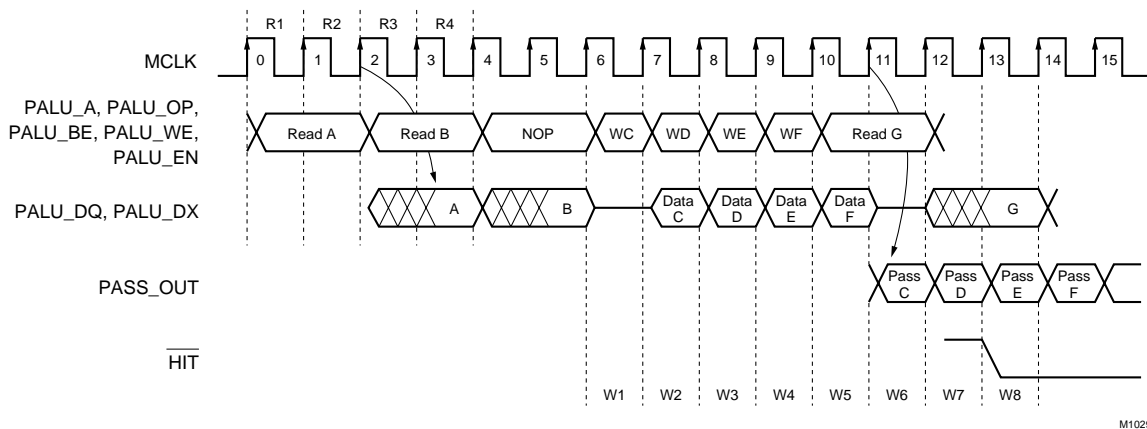 R1 R2 R3 R4
MCLK 0 1 2 3 4 5 6 7 8 9 10 11 12 13 14 15
PALU_A, PALU_OP,
PALU_BE, PALU_WE,
PALU_EN
Read A Read B NOP WC WD WE WF Read G
PALU_DQ, PALU_DX A B Data C Data D Data E Data F G
PASS_OUT Pass C Pass D Pass E Pass F
HIT
W1 W2 W3 W4 W5 W6 W7 W8